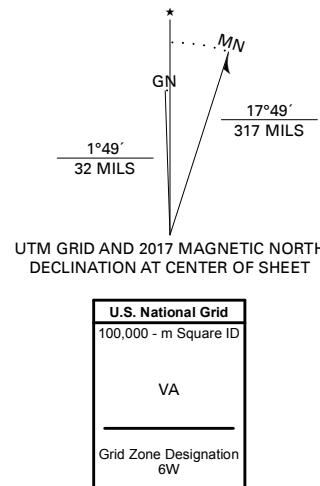 ★
MN
GN
17°49´
317 MILS
1°49´
32 MILS
UTM GRID AND 2017 MAGNETIC NORTH
DECLINATION AT CENTER OF SHEET
U.S. National Grid
100,000 - m Square ID
VA
Grid Zone Designation
6W